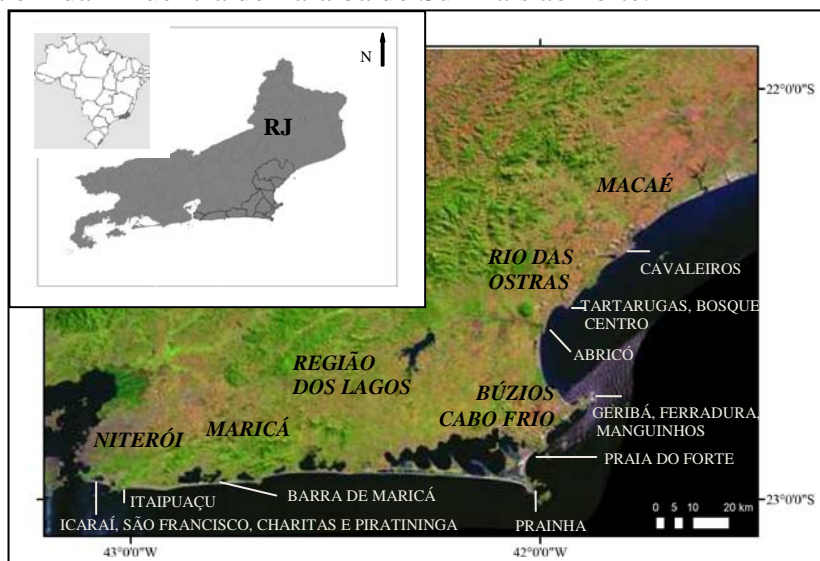 N
RJ
22°0'0"S
MACAÉ
CAVALEIROS
RIO DAS
OSTRAS
TARTARUGAS, BOSQUE
CENTRO
ABRICÓ
REGIÃO
DOS LAGOS
BÚZIOS
CABO FRIO
GERIBÁ, FERRADURA,
MANGUINHOS
MARICÁ
NITERÓI
PRAIA DO FORTE
ITAIPUAÇU
BARRA DE MARICÁ
23°0'0"S
ICARAÍ, SÃO FRANCISCO, CHARITAS E PIRATININGA
PRAINHA
0 5 10 20 km
43°0'0"W
42°0'0"W